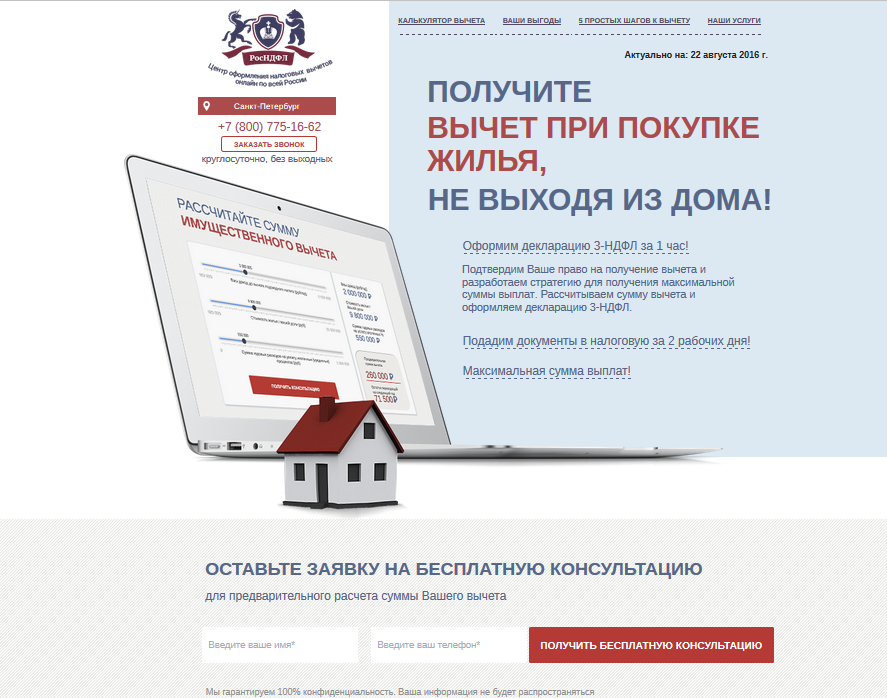 КАЛЬКУЛЯТОР ВЫЧЕТА ВАШИ ВЫГОДЫ 5 ПРОСТЫХ ШАГОВ К ВЫЧЕТУ НАШИ УСЛУГИ
РосНДФЛ
Центр оформления налоговых вычетов
онлайн по всей России
Санкт-Петербург
+7 (800) 775-16-62
ЗАКАЗАТЬ ЗВОНОК
круглосуточно, без выходных
Актуально на: 22 августа 2016 г.
ПОЛУЧИТЕ
ВЫЧЕТ ПРИ ПОКУПКЕ
ЖИЛЬЯ,
НЕ ВЫХОДЯ ИЗ ДОМА!
Оформим декларацию 3-НДФЛ за 1 час!
Подтвердим Ваше право на получение вычета и
разработаем стратегию для получения максимальной
суммы выплат. Рассчитываем сумму вычета и
оформляем декларацию 3-НДФЛ.
Подадим документы в налоговую за 2 рабочих дня!
Максимальная сумма выплат!
РАССЧИТАЙТЕ СУММУ
ИМУЩЕСТВЕННОГО ВЫЧЕТА
2 000 000 ₽
9 800 000 ₽
550 000 ₽
260 000 ₽
71 500 ₽
ПОЛУЧИТЬ КОНСУЛЬТАЦИЮ
ОСТАВЬТЕ ЗАЯВКУ НА БЕСПЛАТНУЮ КОНСУЛЬТАЦИЮ
для предварительного расчета суммы Вашего вычета
Введите ваше имя*
Введите ваш телефон*
ПОЛУЧИТЬ БЕСПЛАТНУЮ КОНСУЛЬТАЦИЮ
Мы гарантируем 100% конфиденциальность. Ваша информация не будет распространяться